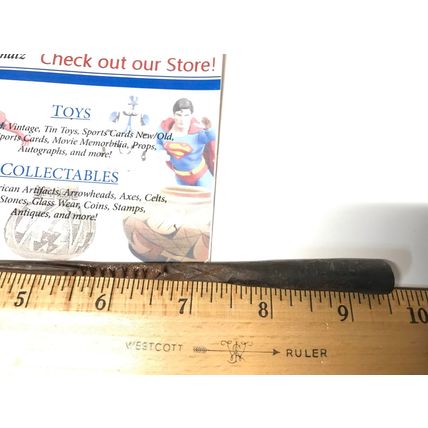 Check out our Store!
TOYS
Vintage, Tin Toys, Sports Cards New/Old,
Sports Cards, Movie Memorbilia, Props,
Autographs, and more!
COLLECTABLES
Artifacts, Arrowheads, Axes, Celts,
Stones, Glass Wear, Coins, Stamps,
Antiques, and more!
5 6 7 8 9 10
WESTCOTT RULER